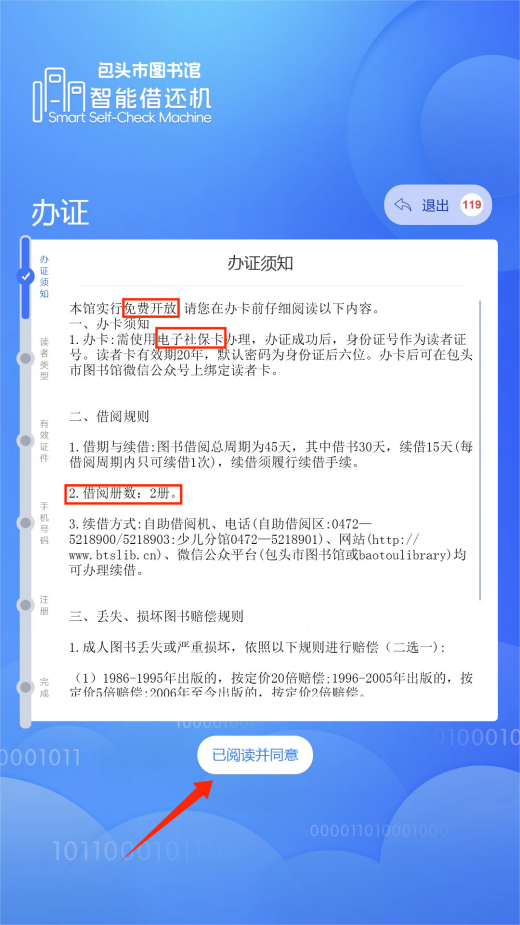 包头市图书馆
智能借还机
Smart Self-Check Machine
办证
退出 119
办证须知
读者类型
有效证件
手机号码
注册
完成
办证须知
本馆实行免费开放 请您在办卡前仔细阅读以下内容。
一、办卡须知
1.办卡:需使用电子社保卡办理，办证成功后，身份证号作为读者证
号。读者卡有效期20年，默认密码为身份证后六位。办卡后可在包头
市图书馆微信公众号上绑定读者卡。
二、借阅规则
1.借期与续借:图书借阅总周期为45天，其中借书30天，续借15天(每
借阅周期内只可续借1次)，续借须履行续借手续。
2.借阅册数：2册。
3.续借方式:自助借阅机、电话(自助借阅区:0472—
5218900/5218903:少儿分馆0472—5218901)、网站(http://
www.btslib.cn)、微信公众平台(包头市图书馆或baotoulibrary)均
可办理续借。
三、丢失、损坏图书赔偿规则
1.成人图书丢失或严重损坏，依照以下规则进行赔偿（二选一):
（1）1986-1995年出版的，按定价20倍赔偿;1996-2005年出版的，按
定价5倍赔偿;2006年至今出版的，按定价2倍赔偿。
已阅读并同意
10001011
010001010
000011010001000
1011000101101